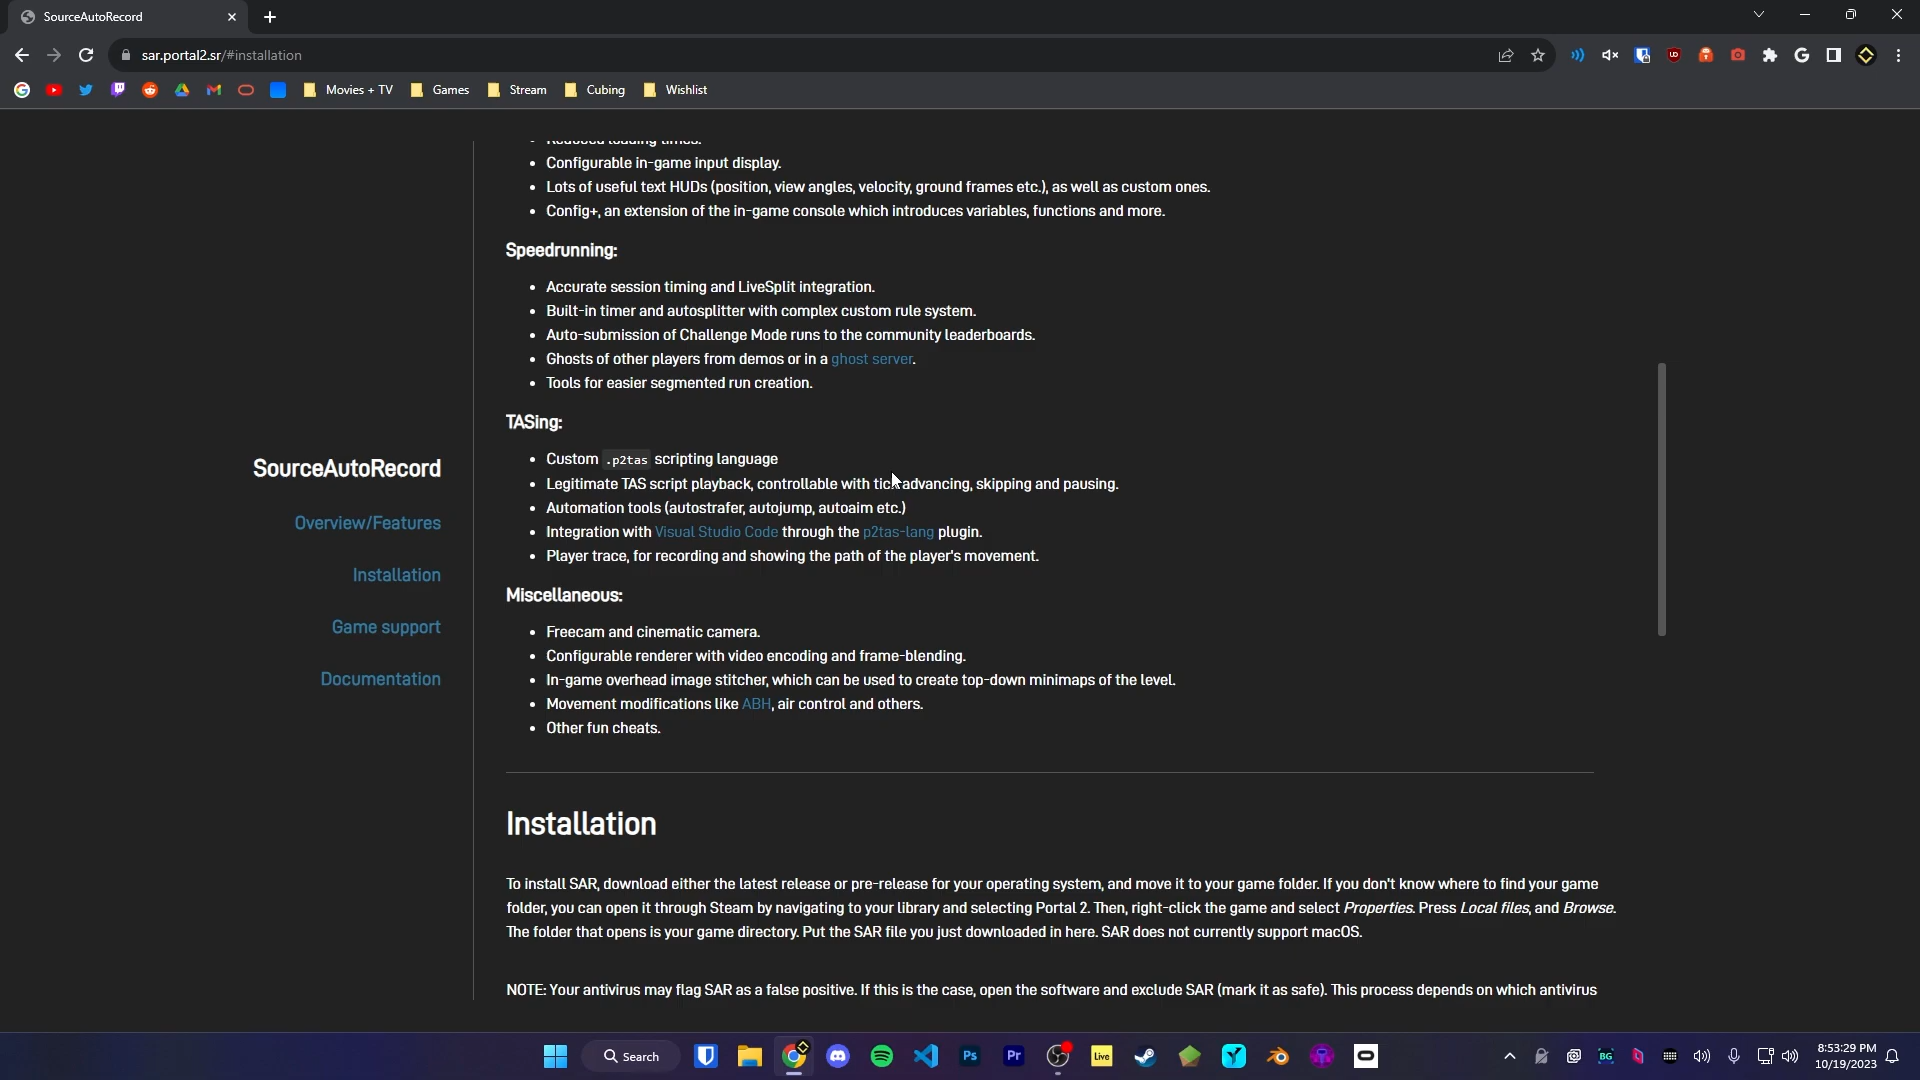 SourceAutoRecord
sar.portal2.sr/#installation
Movies + TV
Games
Stream
Cubing
Wishlist
Reduced loading times.
Configurable in-game input display.
Lots of useful text HUDs (position, view angles, velocity, ground frames etc.), as well as custom ones.
Config+, an extension of the in-game console which introduces variables, functions and more.
Speedrunning:
Accurate session timing and LiveSplit integration.
Built-in timer and autosplitter with complex custom rule system.
Auto-submission of Challenge Mode runs to the community leaderboards.
Ghosts of other players from demos or in a ghost server.
Tools for easier segmented run creation.
TASing:
Custom .p2tas scripting language
Legitimate TAS script playback, controllable with tick advancing, skipping and pausing.
Automation tools (autostrafer, autojump, autoaim etc.)
Integration with Visual Studio Code through the p2tas-lang plugin.
Player trace, for recording and showing the path of the player's movement.
Miscellaneous:
Freecam and cinematic camera.
Configurable renderer with video encoding and frame-blending.
In-game overhead image stitcher, which can be used to create top-down minimaps of the level.
Movement modifications like ABH, air control and others.
Other fun cheats.
SourceAutoRecord
Overview/Features
Installation
Game support
Documentation
Installation
To install SAR, download either the latest release or pre-release for your operating system, and move it to your game folder. If you don't know where to find your game
folder, you can open it through Steam by navigating to your library and selecting Portal 2. Then, right-click the game and select Properties. Press Local files, and Browse.
The folder that opens is your game directory. Put the SAR file you just downloaded in here. SAR does not currently support macOS.
NOTE: Your antivirus may flag SAR as a false positive. If this is the case, open the software and exclude SAR (mark it as safe). This process depends on which antivirus
Search
Ps
Pr
Live
BG
8:53:29 PM
10/19/2023